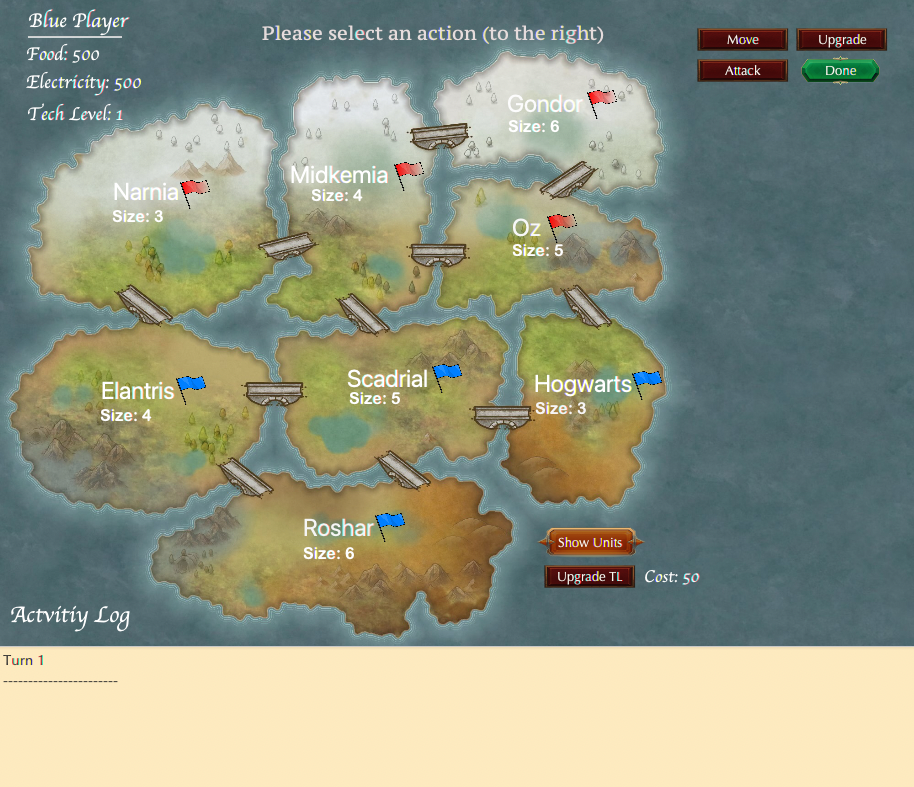 Blue Player
Food: 500
Electricity: 500
Tech Level: 1
Please select an action (to the right)
Move
Upgrade
Attack
Done
Gondor
Size: 6
Midkemia
Size: 4
Narnia
Size: 3
Oz
Size: 5
Elantris
Size: 4
Scadrial
Size: 5
Hogwarts
Size: 3
Roshar
Size: 6
Show Units
Upgrade TL
Cost: 50
Actvitiy Log
Turn 1
-----------------------